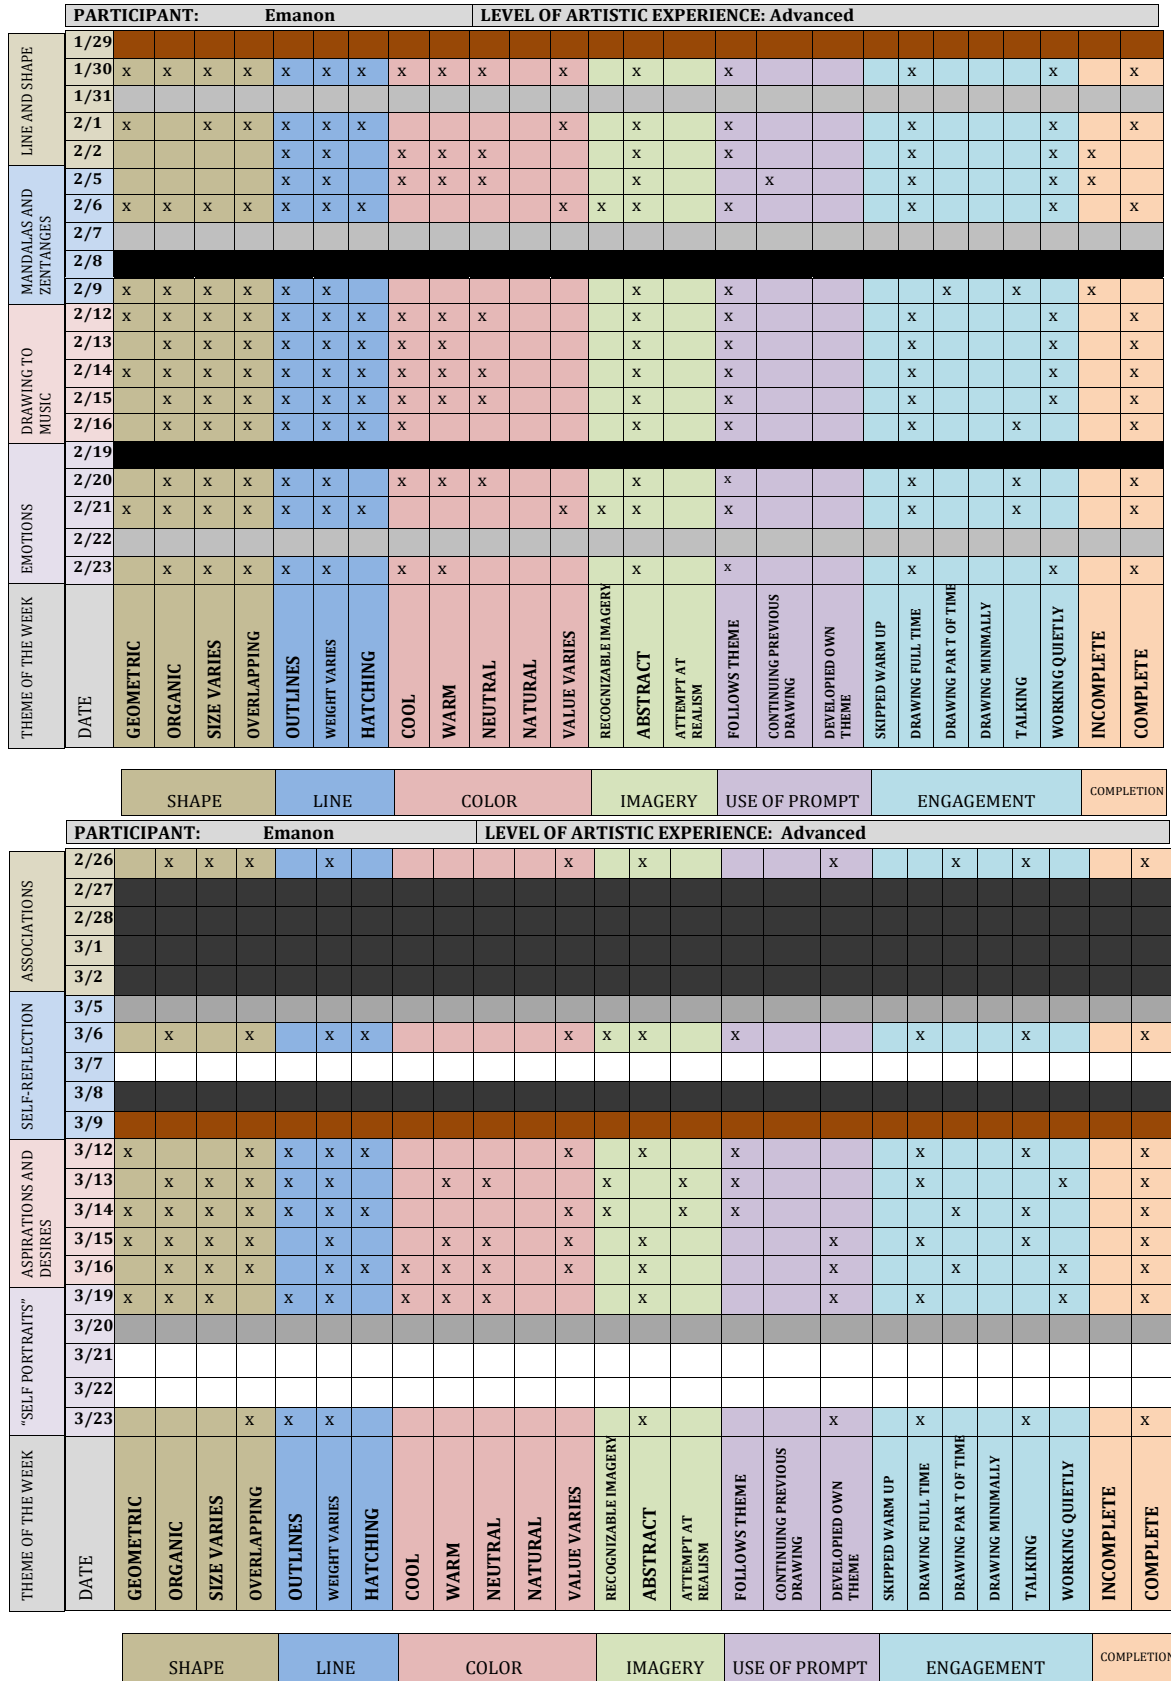 PARTICIPANT: Emanon LEVEL OF ARTISTIC EXPERIENCE: Advanced
LINE AND SHAPE
1/29
1/30 x x x x x x x x x x x x x x x x
1/31
2/1 x x x x x x x x x x x x
2/2 x x x x x x x x x x
MANDALAS AND ZENTANGES
2/5 x x x x x x x x x x
2/6 x x x x x x x x x x x x x x
2/7
2/8
2/9 x x x x x x x x x x x
DRAWING TO MUSIC
2/12 x x x x x x x x x x x x x x x
2/13 x x x x x x x x x x x x x
2/14 x x x x x x x x x x x x x x x
2/15 x x x x x x x x x x x x x x
2/16 x x x x x x x x x x x x
EMOTIONS
2/19
2/20 x x x x x x x x x x x x x
2/21 x x x x x x x x x x x x x x
2/22
2/23 x x x x x x x x x x x x
THEME OF THE WEEK
DATE
GEOMETRIC
ORGANIC
SIZE VARIES
OVERLAPPING
OUTLINES
WEIGHT VARIES
HATCHING
COOL
WARM
NEUTRAL
NATURAL
VALUE VARIES
RECOGNIZABLE IMAGERY
ABSTRACT
ATTEMPT AT
REALISM
FOLLOWS THEME
CONTINUING PREVIOUS
DRAWING
DEVELOPIED OWN
THEME
SKIPPED WARM UP
DRAWING FULL TIME
DRAWING PAR T OF TIME
DRAWING MINIMALLY
TALKING
WORKING QUIETLY
INCOMPLETE
COMPLETE
SHAPE LINE COLOR IMAGERY USE OF PROMPT ENGAGEMENT COMPLETION
PARTICIPANT: Emanon LEVEL OF ARTISTIC EXPERIENCE: Advanced
ASSOCIATIONS
2/26 x x x x x x x x x x
2/27
2/28
3/1
3/2
SELF-REFLECTION
3/5
3/6 x x x x x x x x x x x
3/7
3/8
3/9
ASPIRATIONS AND DESIRES
3/12 x x x x x x x x x x x
3/13 x x x x x x x x x x x x x
3/14 x x x x x x x x x x x x x x
3/15 x x x x x x x x x x x x x
3/16 x x x x x x x x x x x x x x
"SELF PORTRAITS"
3/19 x x x x x x x x x x x x x
3/20
3/21
3/22
3/23 x x x x x x x x
THEME OF THE WEEK
DATE
GEOMETRIC
ORGANIC
SIZE VARIES
OVERLAPPING
OUTLINES
WEIGHT VARIES
HATCHING
COOL
WARM
NEUTRAL
NATURAL
VALUE VARIES
RECOGNIZABLE IMAGERY
ABSTRACT
ATTEMPT AT
REALISM
FOLLOWS THEME
CONTINUING PREVIOUS
DRAWING
DEVELOPIED OWN
THEME
SKIPPED WARM UP
DRAWING FULL TIME
DRAWING PAR T OF TIME
DRAWING MINIMALLY
TALKING
WORKING QUIETLY
INCOMPLETE
COMPLETE
SHAPE LINE COLOR IMAGERY USE OF PROMPT ENGAGEMENT COMPLETION